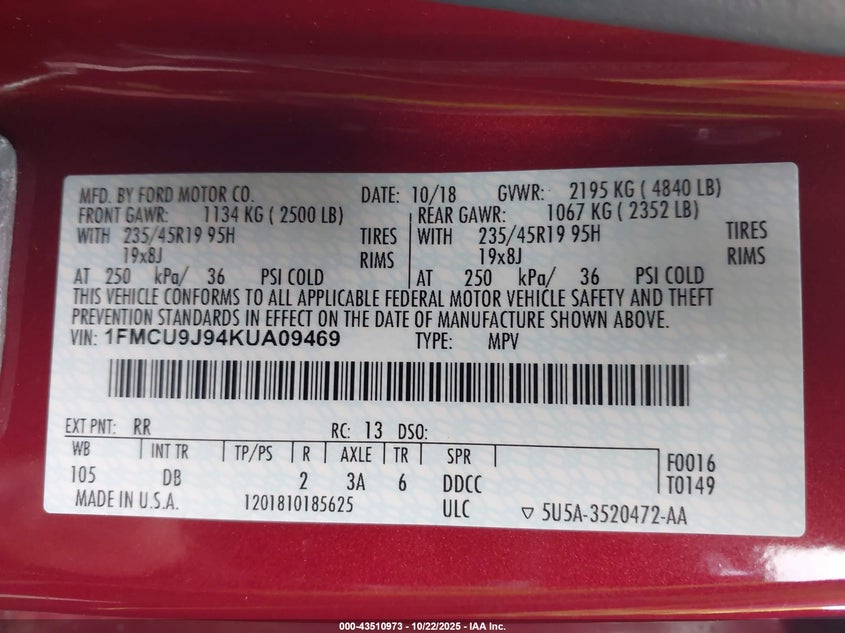 MFD. BY FORD MOTOR CO. DATE: 10/18 GVWR: 2195 KG ( 4840 LB)
FRONT GAWR: 1134 KG ( 2500 LB) REAR GAWR: 1067 KG ( 2352 LB)
WITH 235/45R19 95H TIRES WITH 235/45R19 95H TIRES
19x8J RIMS 19x8J RIMS
AT 250 kPa/ 36 PSI COLD AT 250 kPa/ 36 PSI COLD
THIS VEHICLE CONFORMS TO ALL APPLICABLE FEDERAL MOTOR VEHICLE SAFETY AND THEFT
PREVENTION STANDARDS IN EFFECT ON THE DATE OF MANUFACTURE SHOWN ABOVE.
VIN: 1FMCU9J94KUA09469 TYPE: MPV
EXT PNT: RR RC: 13 DSO:
WB INT TR TP/PS R AXLE TR SPR F0016
105 DB 2 3A 6 DDCC T0149
MADE IN U.S.A. 1201810185625 ULC ▽ 5U5A-3520472-AA
000-43510973 - 10/22/2025 - IAA Inc.